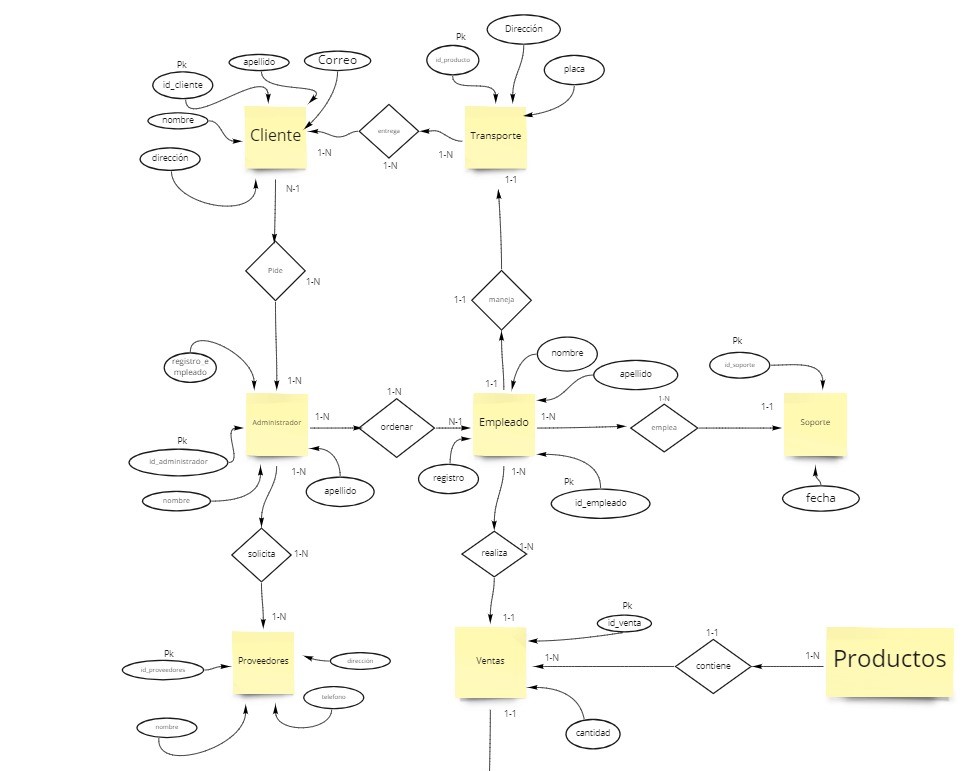 Dirección
Pk
Pk
id_producto
apellido
Correo
placa
id_cliente
nombre
Cliente
entrega
Transporte
1-N
1-N
dirección
1-N
1-1
N-1
Pide
1-N
1-1
maneja
Pk
nombre
registro_e
mpleado
id_soporte
apellido
1-N
1-1
1-N
1-N
1-1
1-N
N-1
1-N
Administrador
ordenar
Empleado
emplea
Soporte
Pk
id_administrador
1-N
1-N
registro
Pk
apellido
nombre
id_empleado
fecha
solicita
1-N
realiza
1-N
Pk
1-N
1-1
id_venta
1-1
Pk
Proveedores
dirección
Ventas
1-N
contiene
1-N
Productos
id_proveedores
telefono
1-1
nombre
cantidad